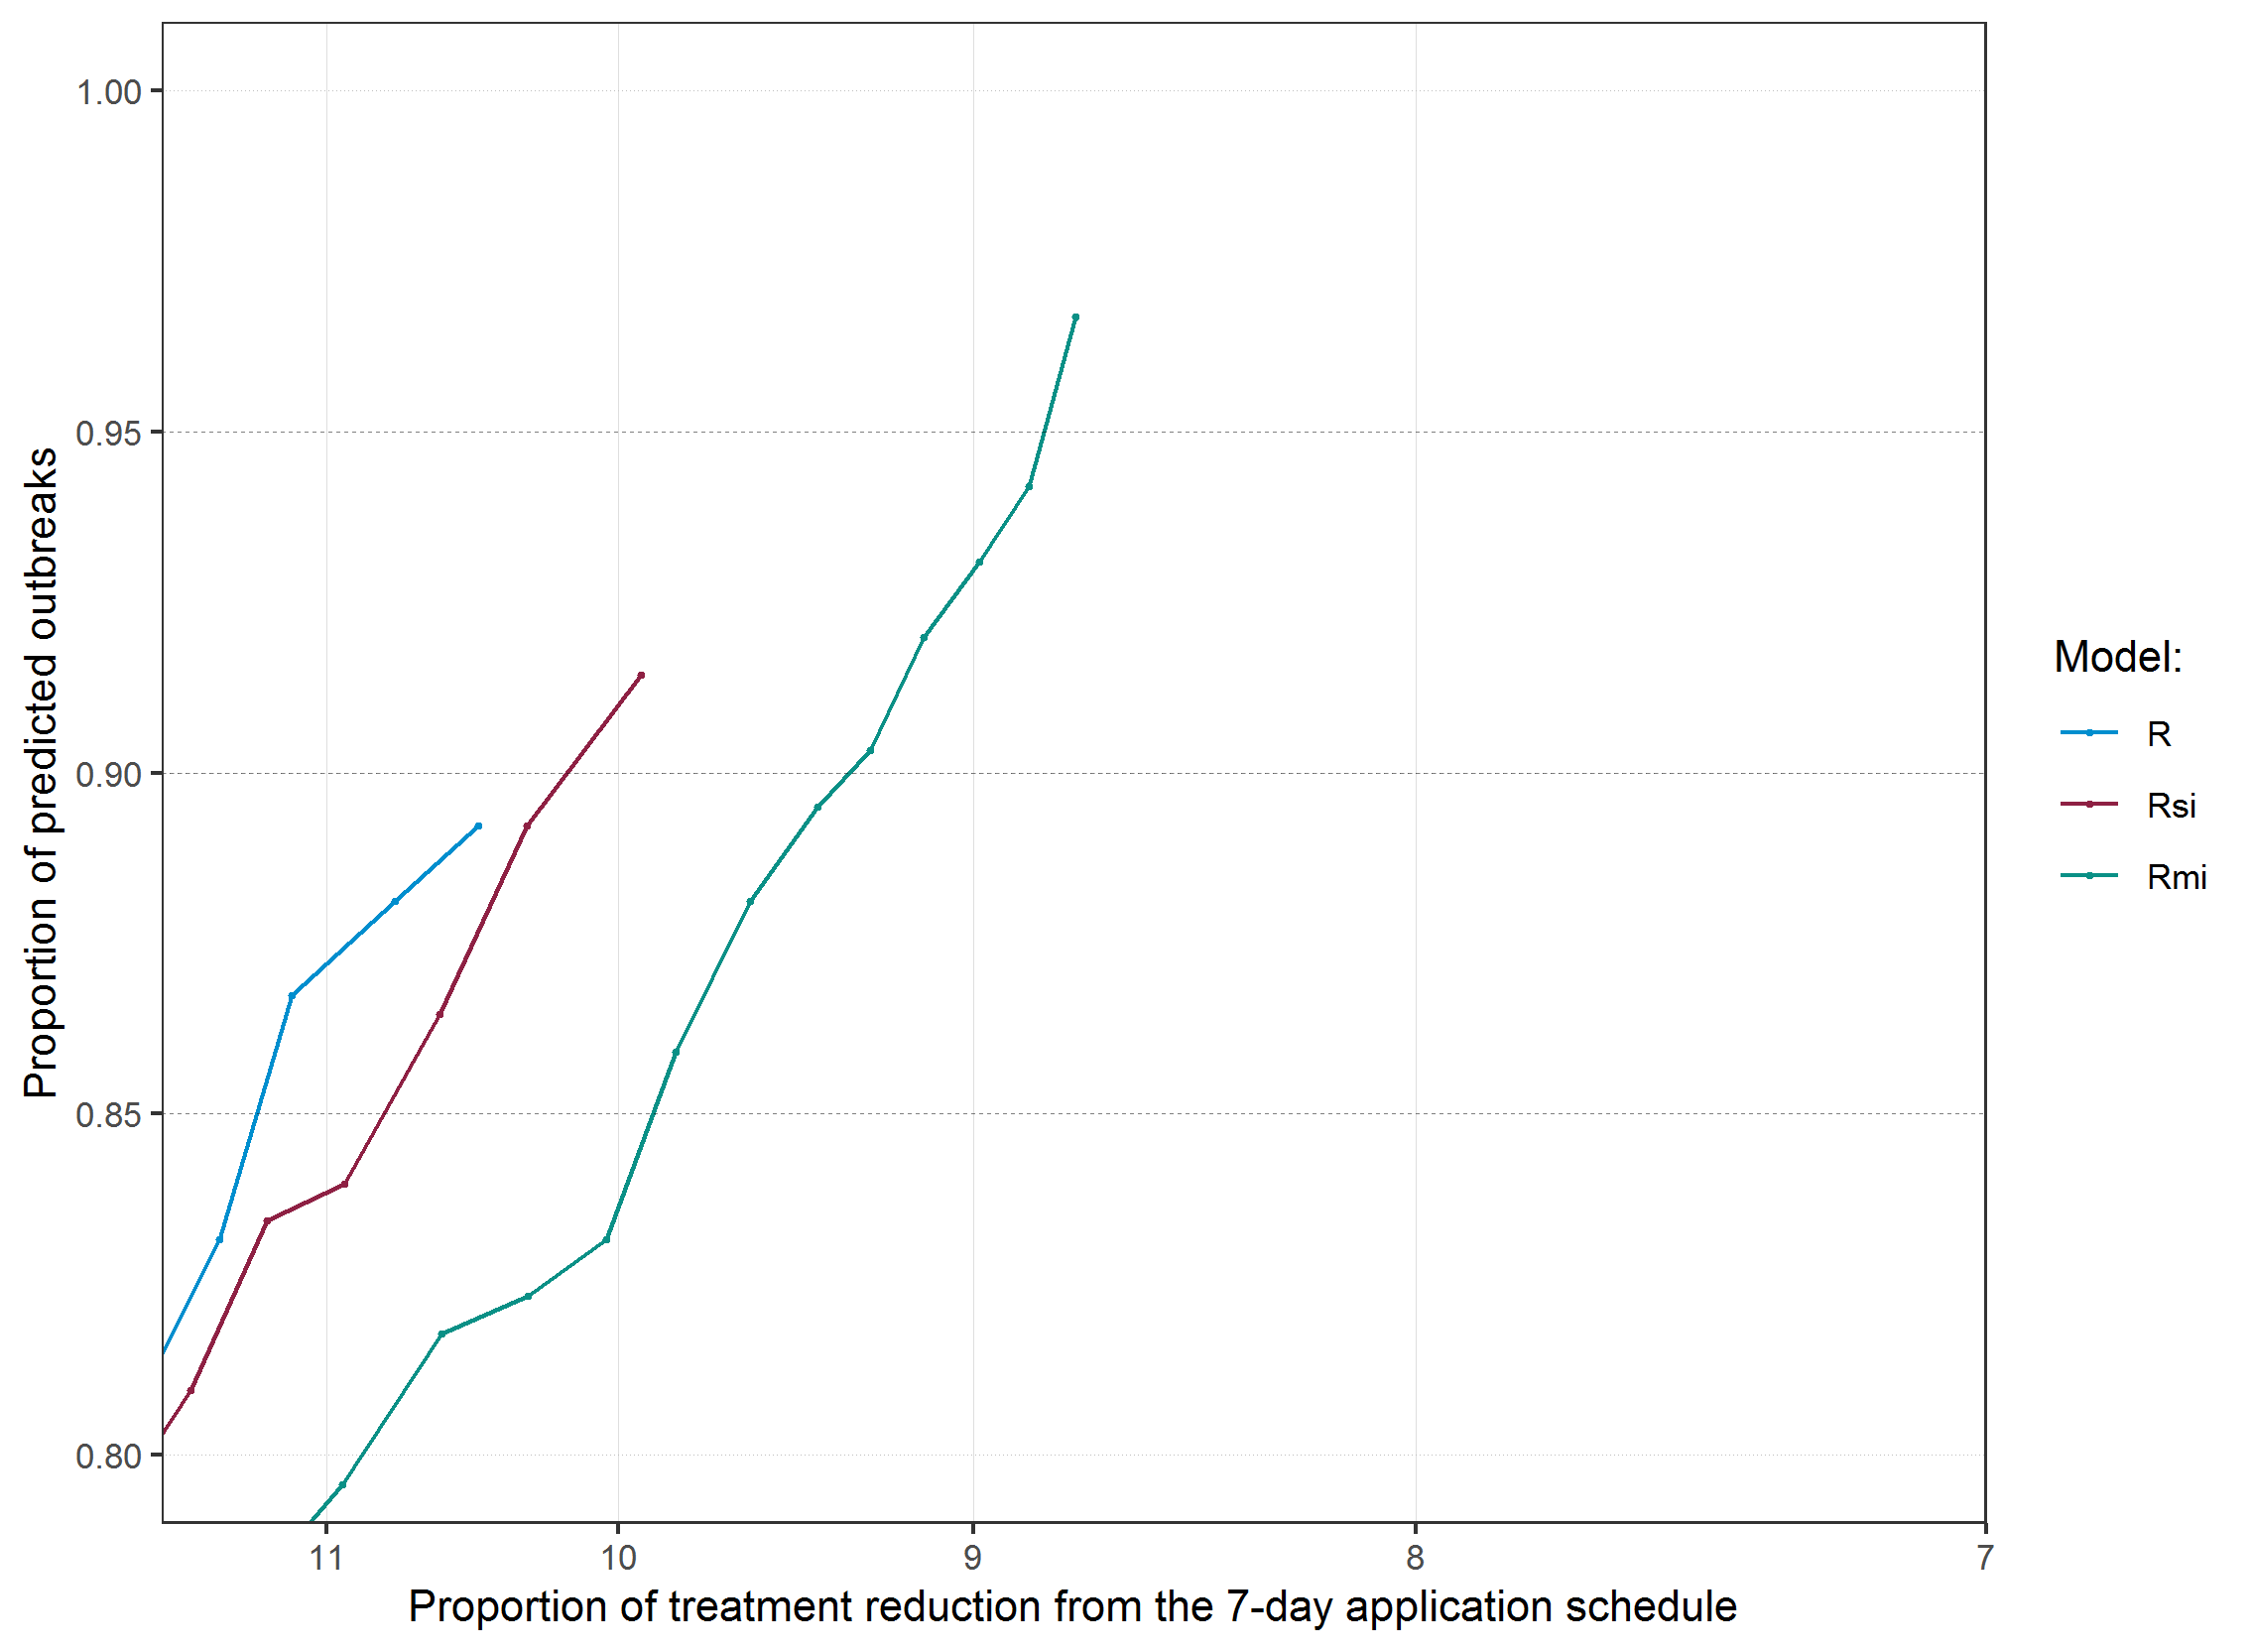 1.00
0.95
0.90
0.85
0.80
Proportion of predicted outbreaks
11 10 9 8 7
Proportion of treatment reduction from the 7-day application schedule
Model:
R
Rsi
Rmi